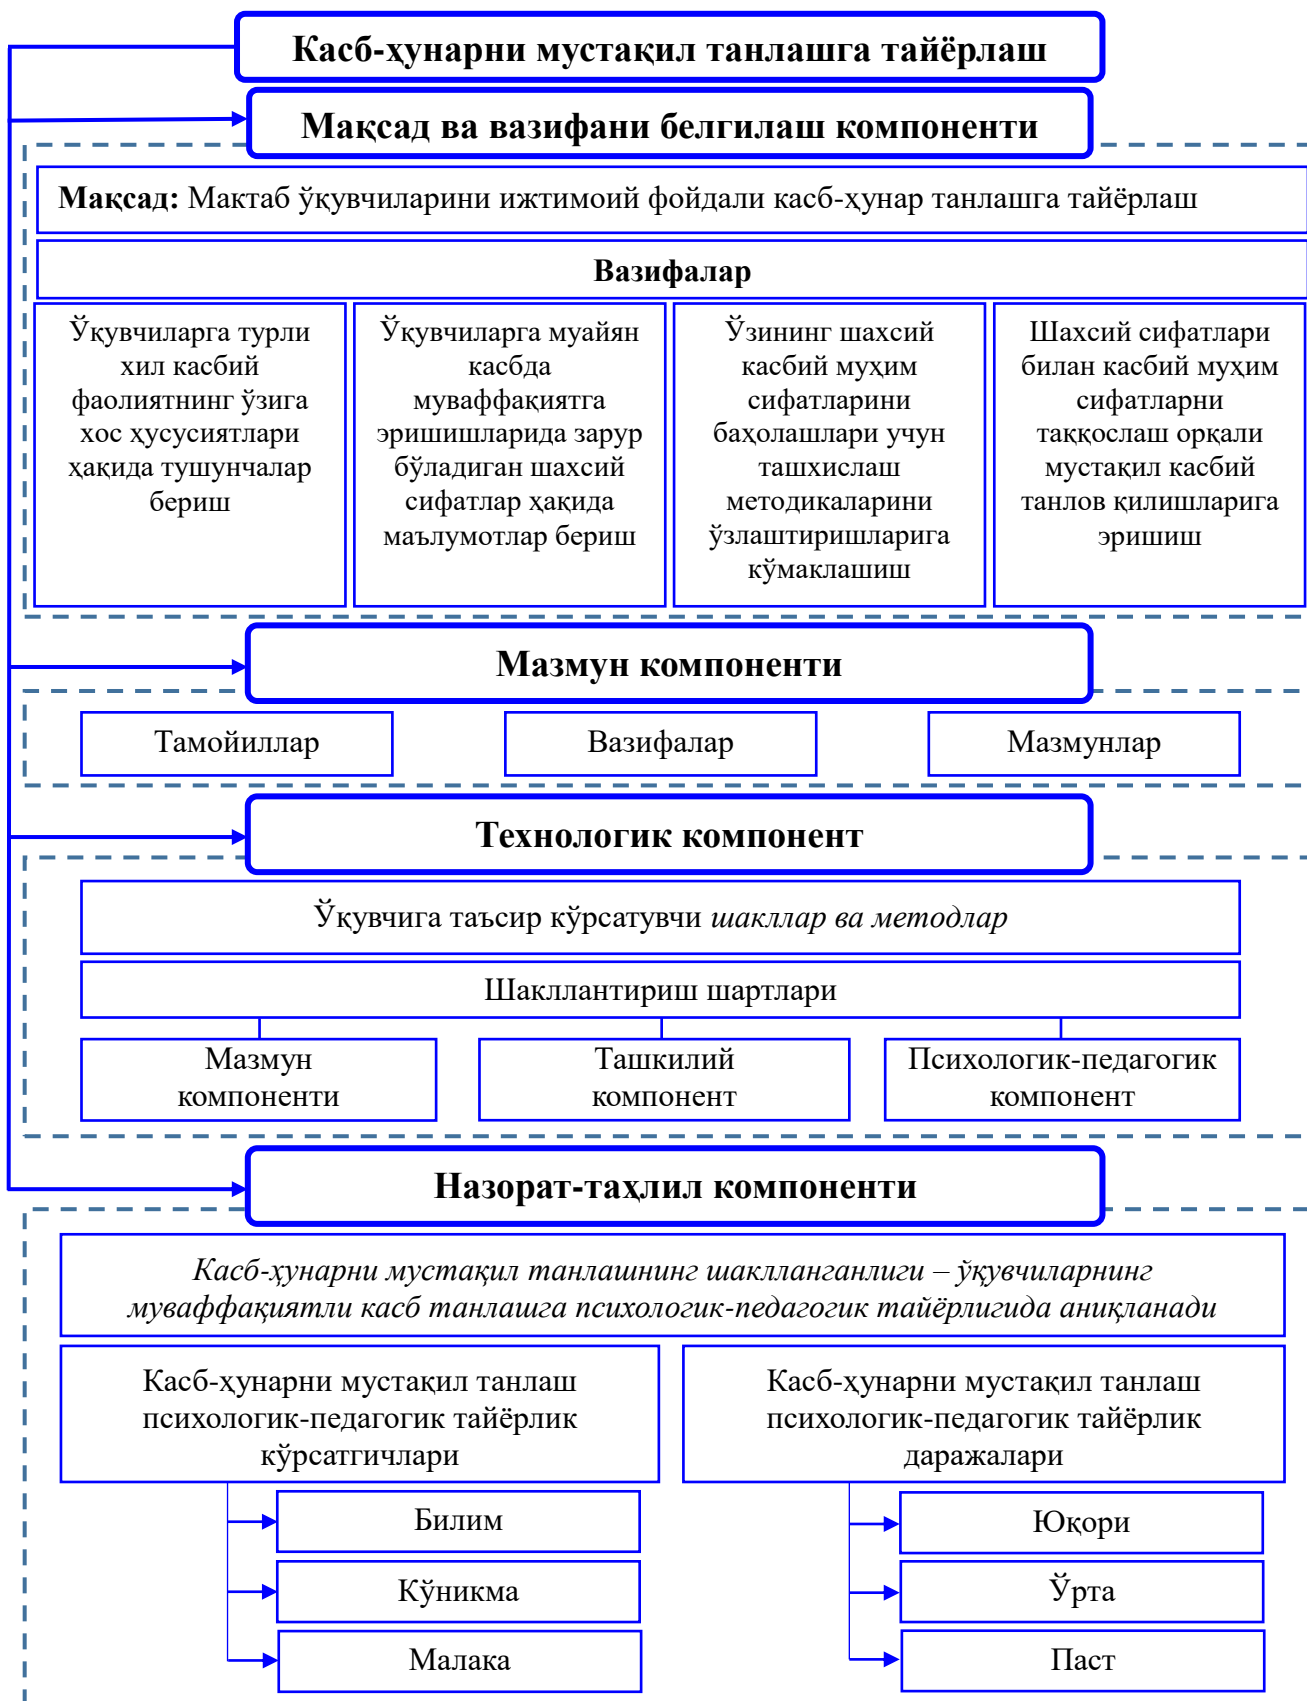 Касб-ҳунарни мустақил танлашга тайёрлаш
Мақсад ва вазифани белгилаш компоненти
Мақсад: Мактаб ўқувчиларини ижтимоий фойдали касб-ҳунар танлашга тайёрлаш
Вазифалар
Ўқувчиларга турли
хил касбий
фаолиятнинг ўзига
хос ҳусусиятлари
ҳақида тушунчалар
бериш
Ўқувчиларга муайян
касбда
муваффақиятга
эришишларида зарур
бўладиган шахсий
сифатлар ҳақида
маълумотлар бериш
Ўзининг шахсий
касбий муҳим
сифатларини
баҳолашлари учун
ташхислаш
методикаларини
ўзлаштиришларига
кўмаклашиш
Шахсий сифатлари
билан касбий муҳим
сифатларни
таққослаш орқали
мустақил касбий
танлов қилишларига
эришиш
Мазмун компоненти
Тамойиллар
Вазифалар
Мазмунлар
Технологик компонент
Ўқувчига таъсир кўрсатувчи шакллар ва методлар
Шакллантириш шартлари
Мазмун
компоненти
Ташкилий
компонент
Психологик-педагогик
компонент
Назорат-таҳлил компоненти
Касб-ҳунарни мустақил танлашнинг шаклланганлиги – ўқувчиларнинг
муваффақиятли касб танлашга психологик-педагогик тайёрлигида аниқланади
Касб-ҳунарни мустақил танлаш
психологик-педагогик тайёрлик
кўрсатгичлари
Билим
Кўникма
Малака
Касб-ҳунарни мустақил танлаш
психологик-педагогик тайёрлик
даражалари
Юқори
Ўрта
Паст